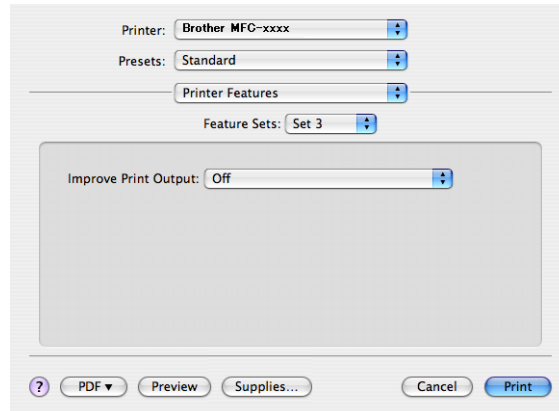 Printer: Brother MFC-xxxx
Presets: Standard
Printer Features
Feature Sets: Set 3
Improve Print Output: Off
? PDF ▼ Preview Supplies... Cancel Print